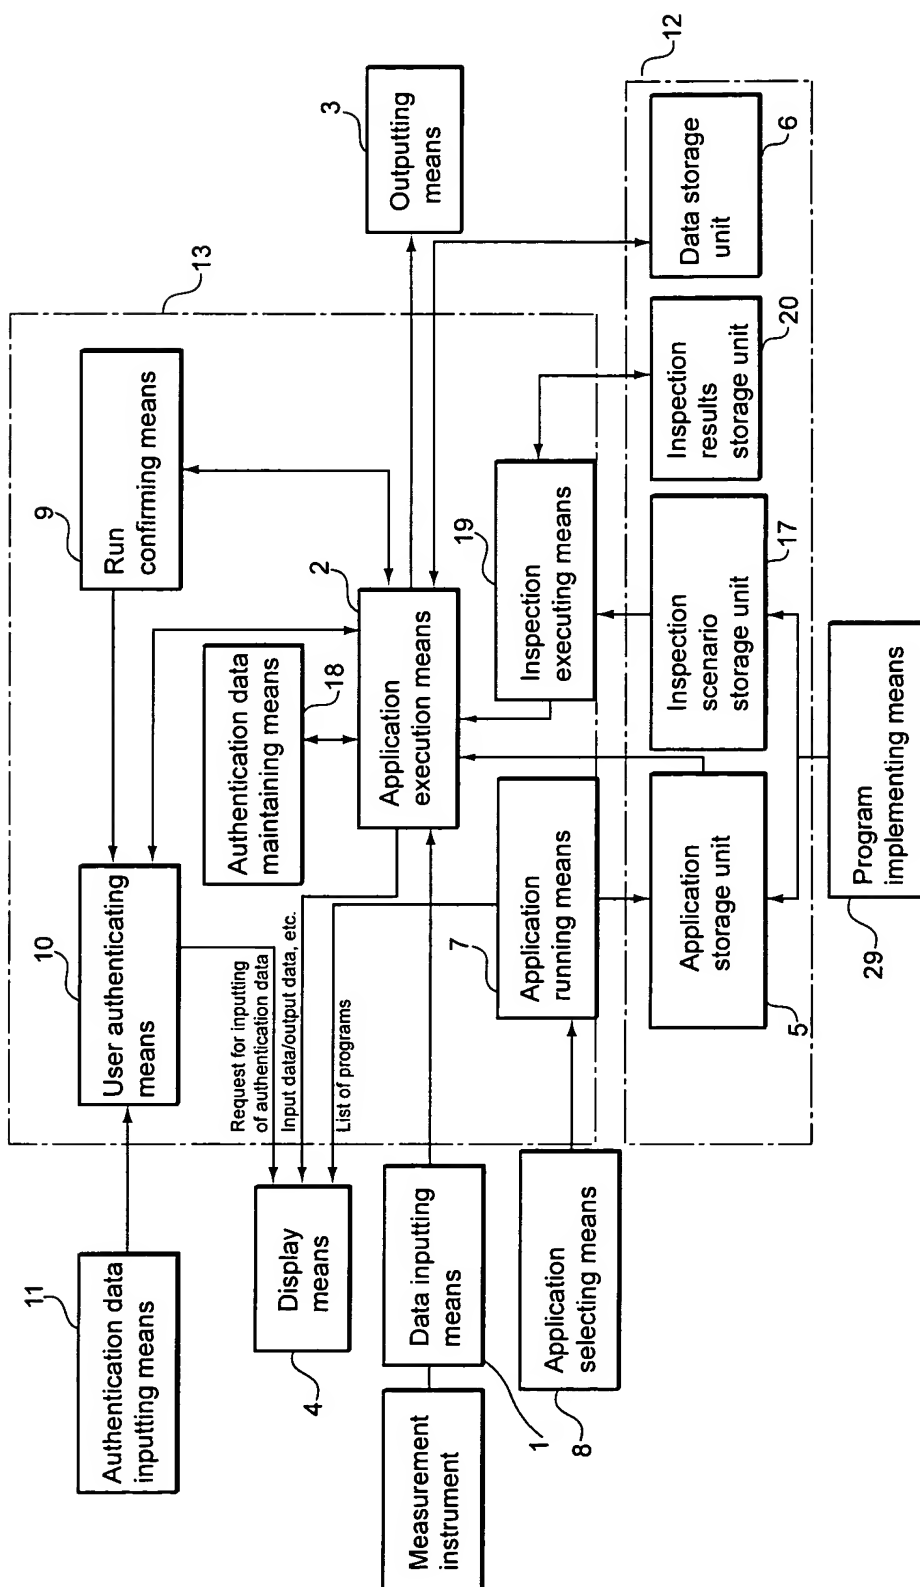 11
Authentication data
inputting means
10
User authenticating
means
9
Run
confirming means
13
Authentication data
maintaining means
18
Request for inputting
of authentication data
Input data/output data, etc.
List of programs
4
Display
means
2
Application
execution means
3
Outputting
means
Measurement
instrument
Data inputting
means
1
7
Application
running means
19
Inspection
executing means
Application
selecting means
8
12
Application
storage unit
5
Inspection
scenario
storage unit
17
Inspection
results
storage unit
20
Data storage
unit
6
Program
implementing means
29